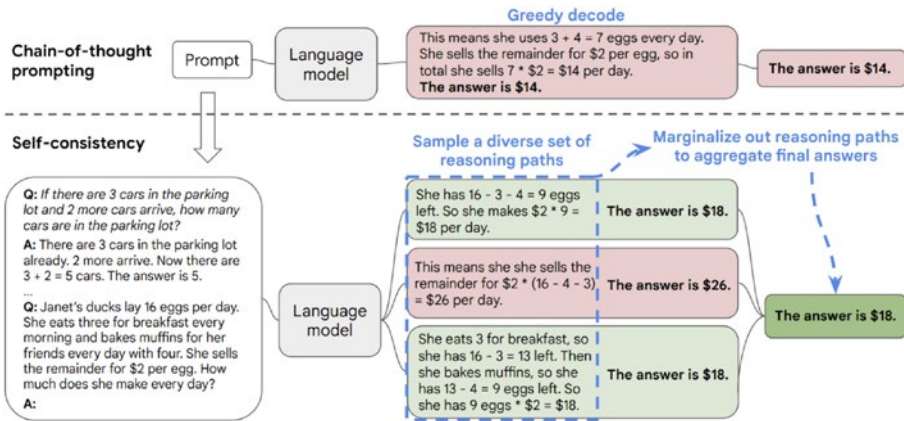 Greedy decode
Chain-of-thought
prompting
Prompt
Language
model
This means she uses 3 + 4 = 7 eggs every day.
She sells the remainder for $2 per egg, so in
total she sells 7 * $2 = $14 per day.
The answer is $14.
The answer is $14.
Self-consistency
Sample a diverse set of
reasoning paths
Marginalize out reasoning paths
to aggregate final answers
Q: If there are 3 cars in the parking
lot and 2 more cars arrive, how many
cars are in the parking lot?
A: There are 3 cars in the parking lot
already. 2 more arrive. Now there are
3 + 2 = 5 cars. The answer is 5.
...
Q: Janet's ducks lay 16 eggs per day.
She eats three for breakfast every
morning and bakes muffins for her
friends every day with four. She sells
the remainder for $2 per egg. How
much does she make every day?
A:
Language
model
She has 16 - 3 - 4 = 9 eggs
left. So she makes $2 * 9 =
$18 per day.
The answer is $18.
This means she she sells the
remainder for $2 * (16 - 4 - 3)
= $26 per day.
The answer is $26.
She eats 3 for breakfast, so
she has 16 - 3 = 13 left. Then
she bakes muffins, so she
has 13 - 4 = 9 eggs left. So
she has 9 eggs * $2 = $18.
The answer is $18.
The answer is $18.